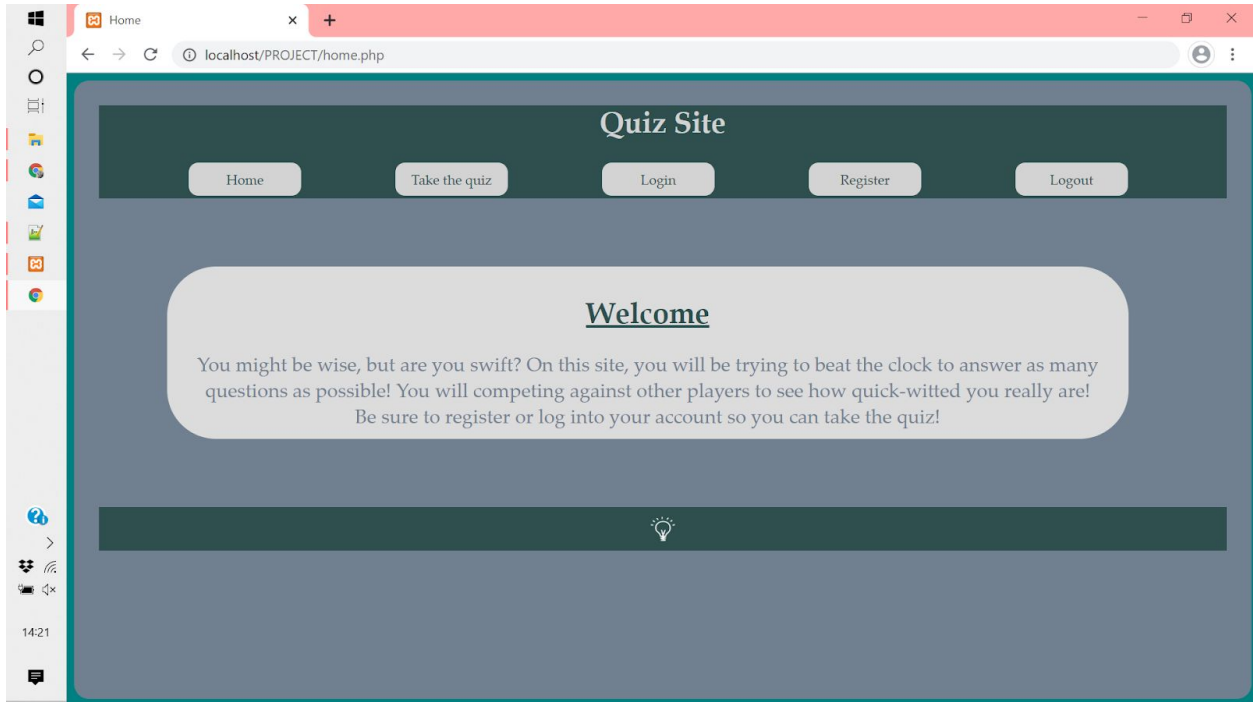 Home
localhost/PROJECT/home.php
Quiz Site
Home
Take the quiz
Login
Register
Logout
Welcome
You might be wise, but are you swift? On this site, you will be trying to beat the clock to answer as many
questions as possible! You will competing against other players to see how quick-witted you really are!
Be sure to register or log into your account so you can take the quiz!
14:21